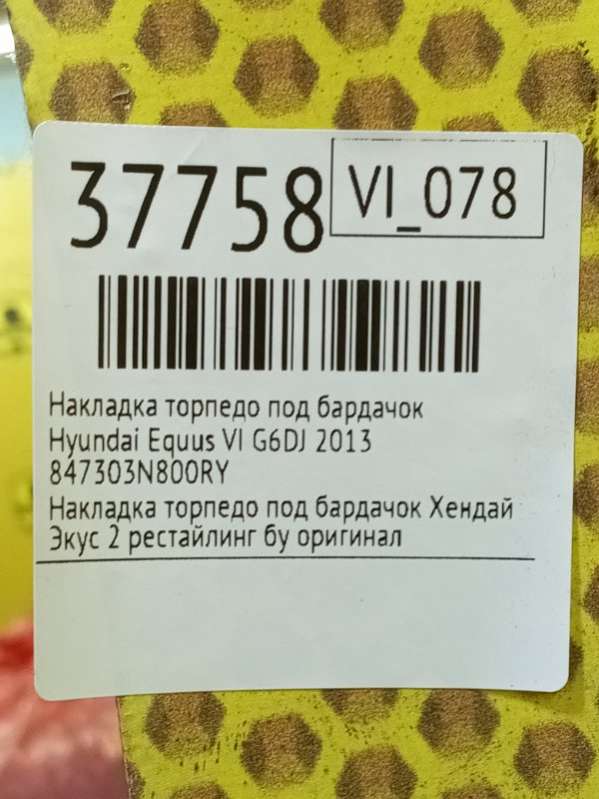 37758
VI_078
Накладка торпедо под бардачок
Hyundai Equus VI G6DJ 2013
847303N800RY
Накладка торпедо под бардачок Хендай
Экус 2 рестайлинг бу оригинал